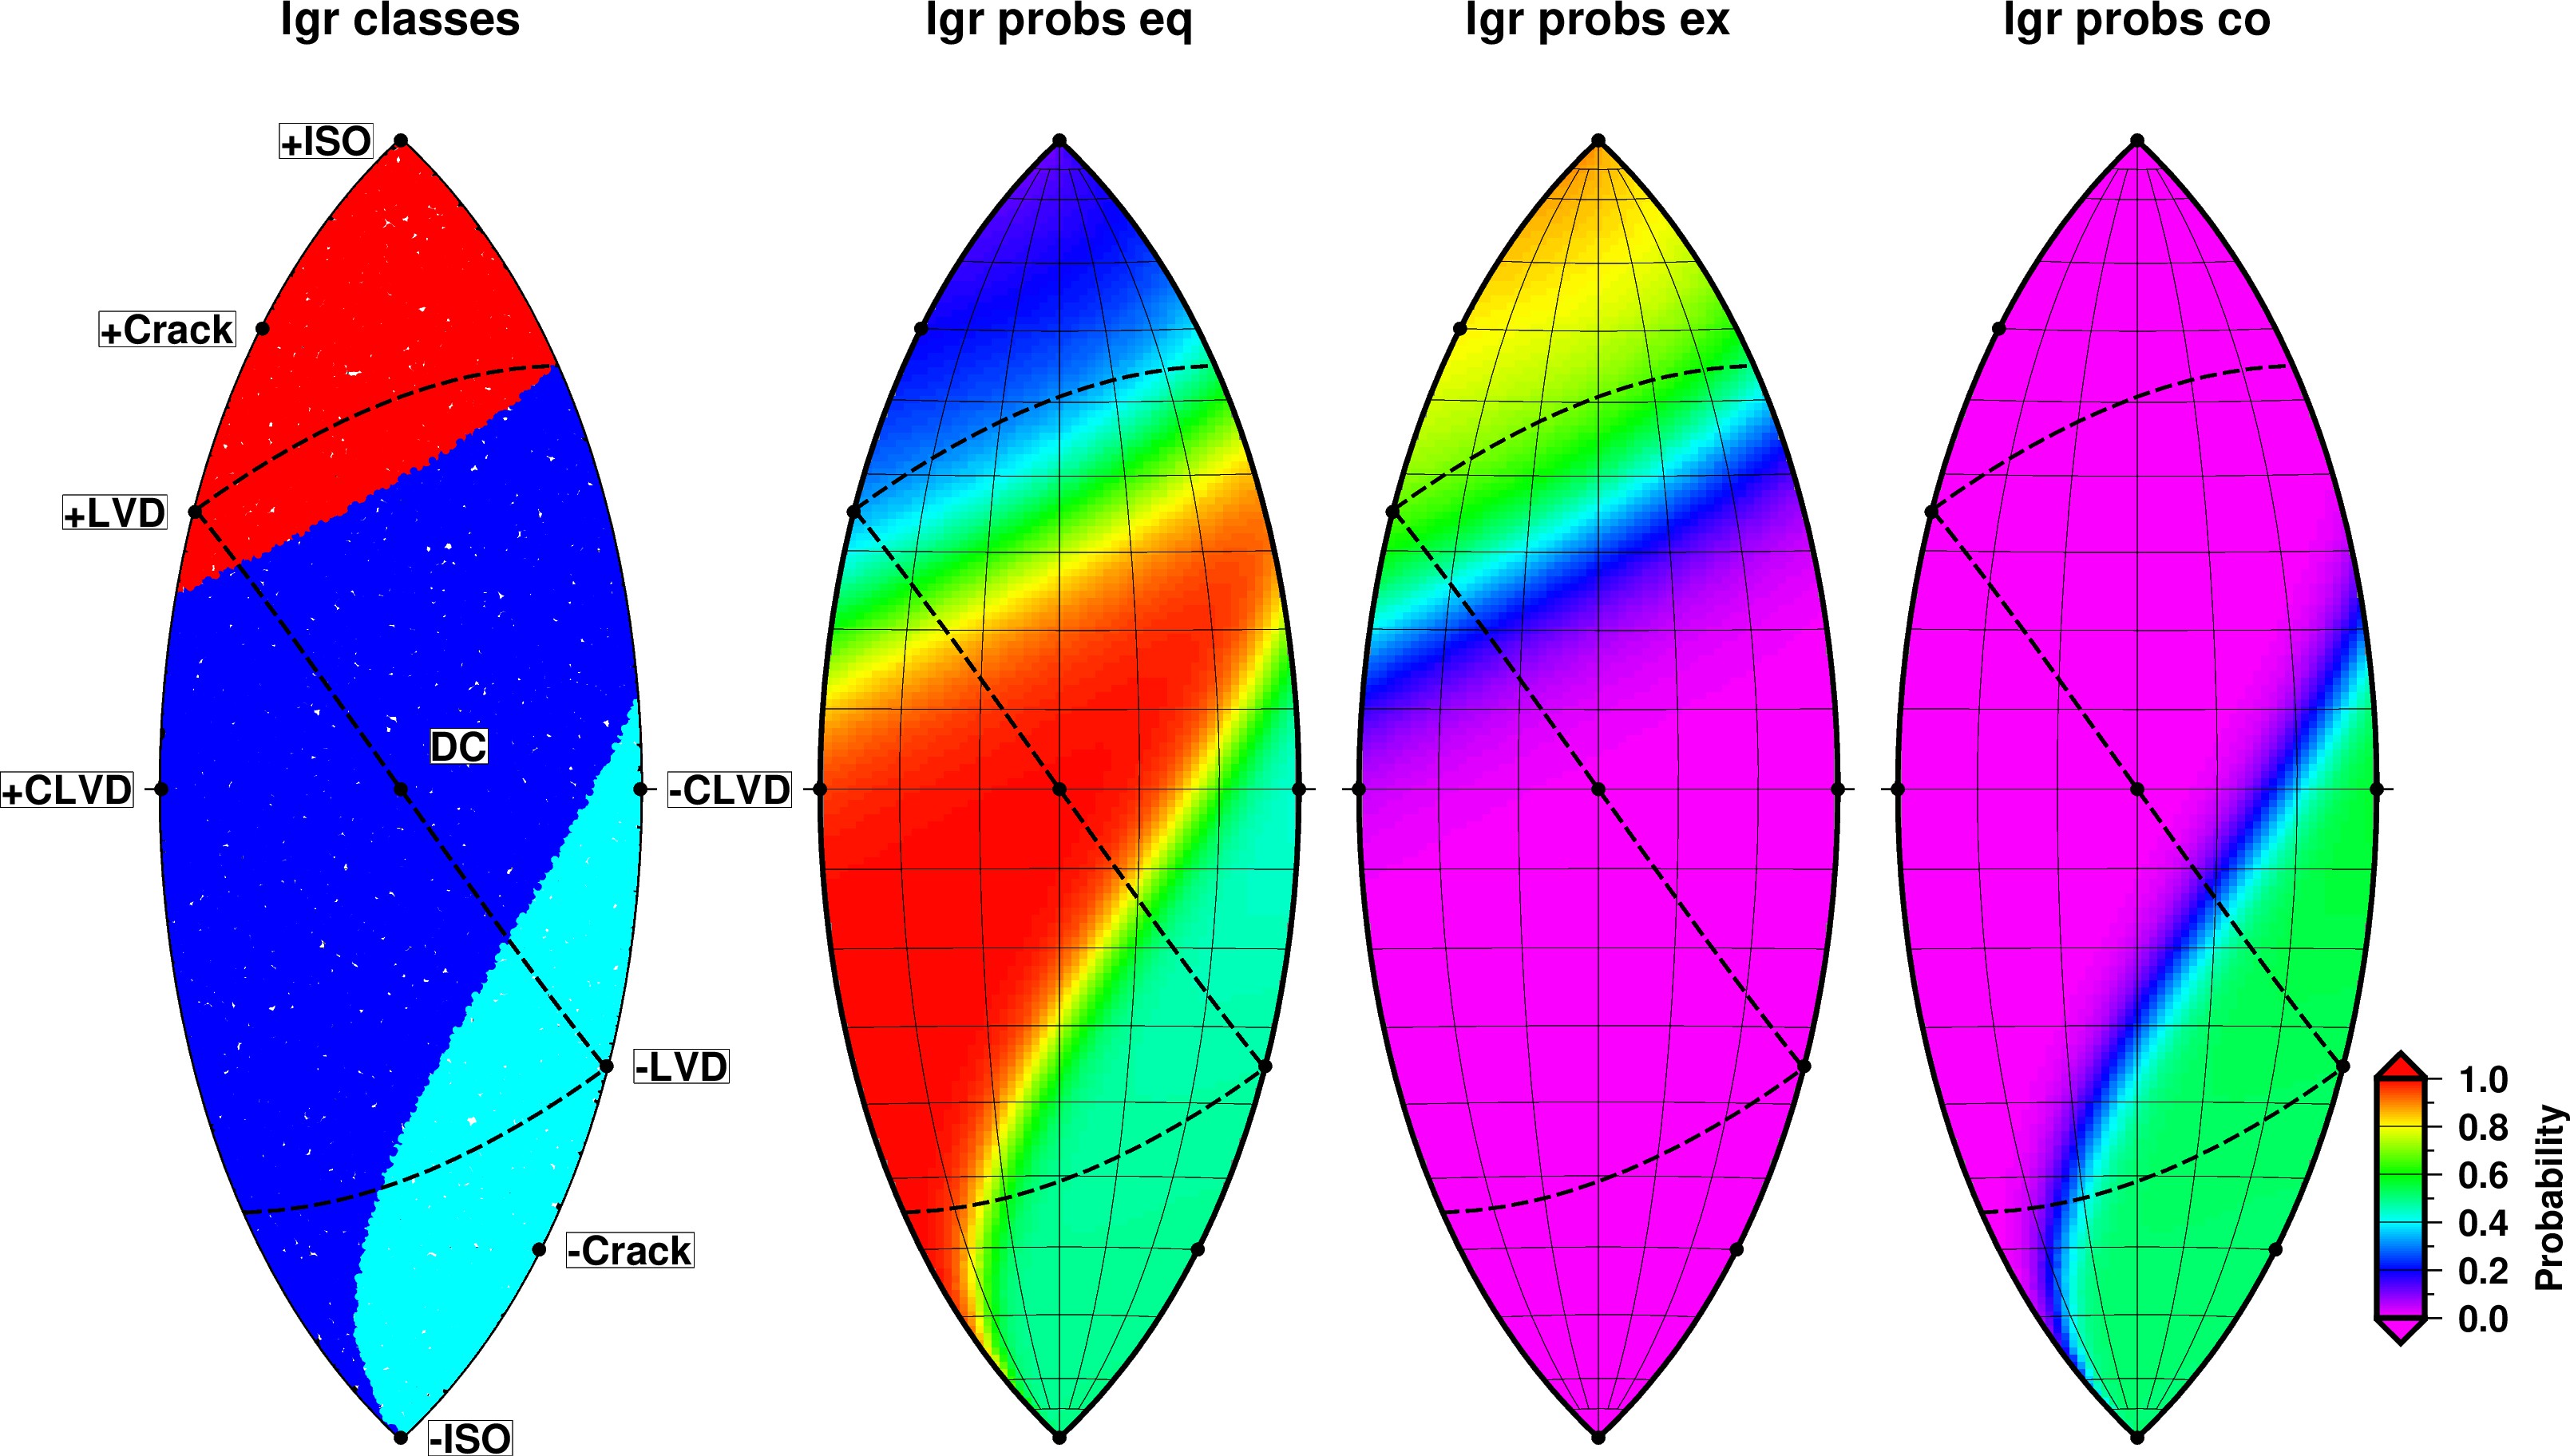 lgr classes
lgr probs eq
lgr probs ex
lgr probs co
+ISO
+Crack
+LVD
DC
+CLVD
-CLVD
-LVD
-Crack
-ISO
1.0
0.8
0.6
0.4
0.2
0.0
Probability